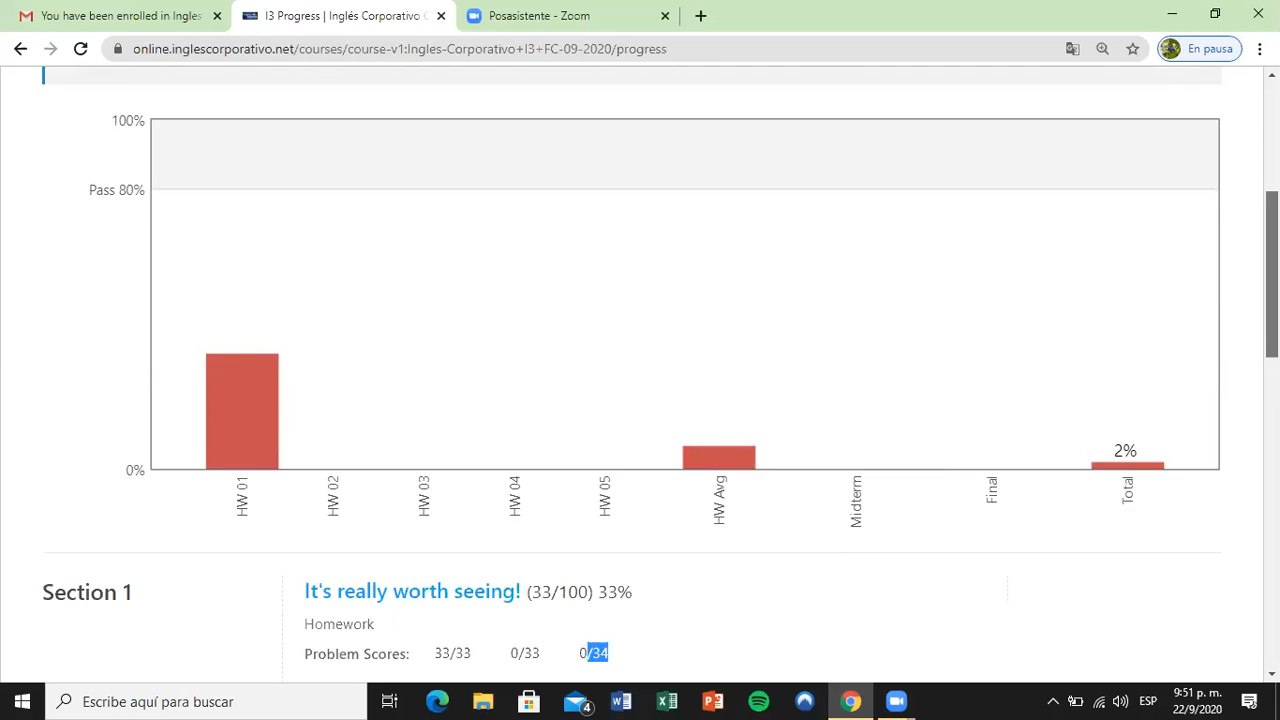 You have been enrolled in Ingles
I3 Progress | Inglés Corporativo
Posasistente - Zoom
online.inglescorporativo.net/courses/course-v1:Ingles-Corporativo+I3+FC-09-2020/progress
En pausa
100%
Pass 80%
0%
2%
HW 01
HW 02
HW 03
HW 04
HW 05
HW Avg
Midterm
Final
Total
Section 1
It's really worth seeing! (33/100) 33%
Homework
Problem Scores: 33/33 0/33 0/34
Escribe aquí para buscar
4
ESP
9:51 p. m.
22/9/2020